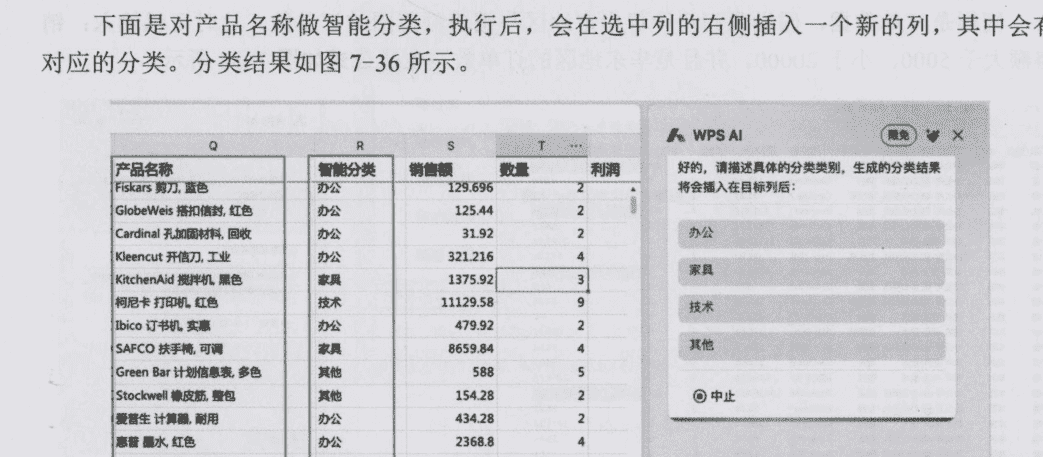 下面是对产品名称做智能分类，执行后，会在选中列的右侧插入一个新的列，其中会有
对应的分类。分类结果如图 7-36 所示。
Q R S T ...
产品名称 智能分类 销售额 数量 利润
Fiskars 剪刀, 蓝色 办公 129.696 2
GlobeWeis 搭扣信封, 红色 办公 125.44 2
Cardinal 孔加固材料, 回收 办公 31.92 2
Kleencut 开信刀, 工业 办公 321.216 4
KitchenAid 搅拌机, 黑色 家具 1375.92 3
柯尼卡 打印机, 红色 技术 11129.58 9
Ibico 订书机, 实惠 办公 479.92 2
SAFCO 扶手椅, 可调 家具 8659.84 4
Green Bar 计划信息表, 多色 其他 588 5
Stockwell 橡皮筋, 整包 其他 154.28 2
爱普生 计算器, 耐用 办公 434.28 2
惠普 墨水, 红色 办公 2368.8 4
WPS AI 限免
好的，请描述具体的分类类别，生成的分类结果
将会插入在目标列后：
办公
家具
技术
其他
中止